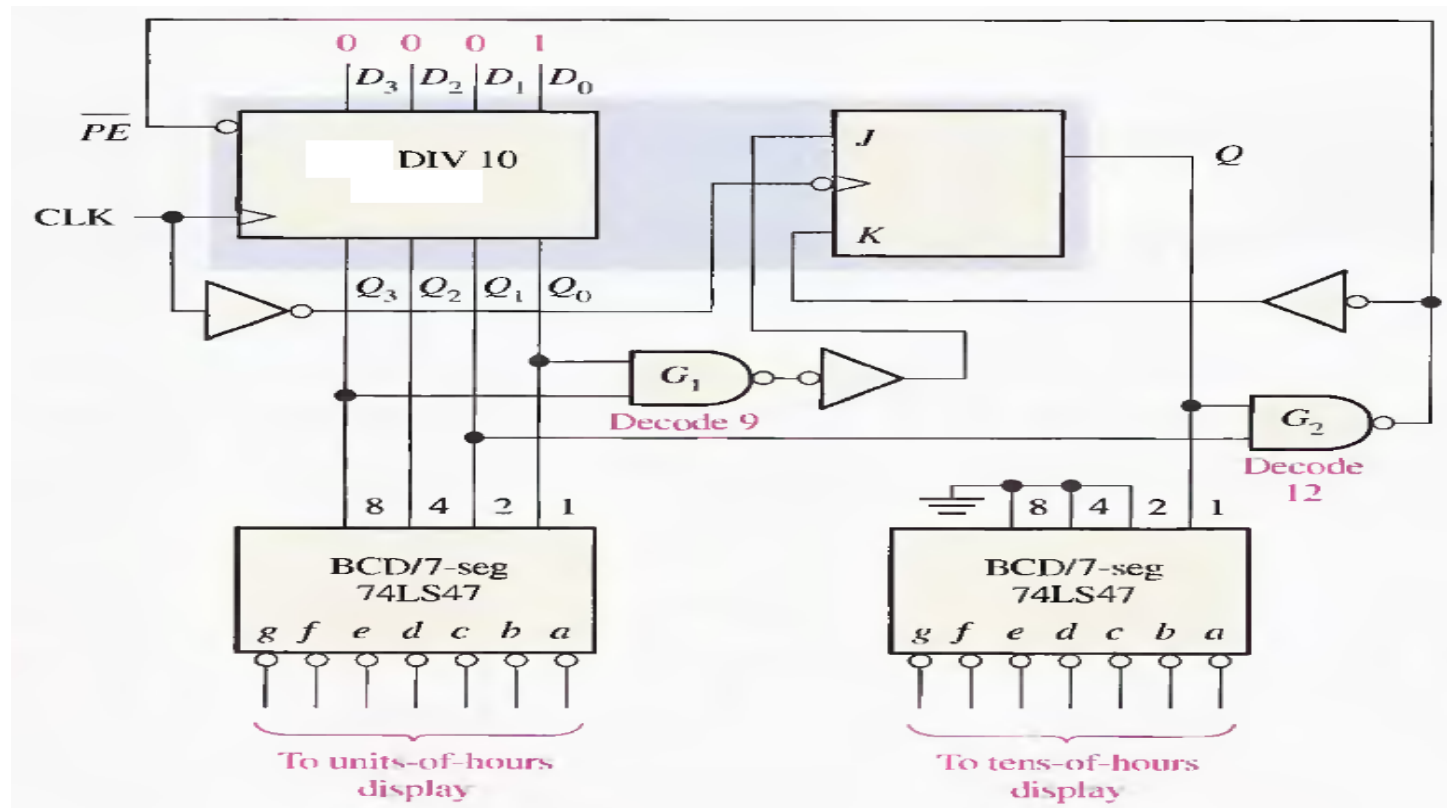 0 0 0 1
D3 D2 D1 D0
PE
DIV 10
CLK
J
Q
K
Q3 Q2 Q1 Q0
G1
Decode 9
G2
Decode
12
8 4 2 1
BCD/7-seg
74LS47
g f e d c b a
To units-of-hours
display
8 4 2 1
BCD/7-seg
74LS47
g f e d c b a
To tens-of-hours
display